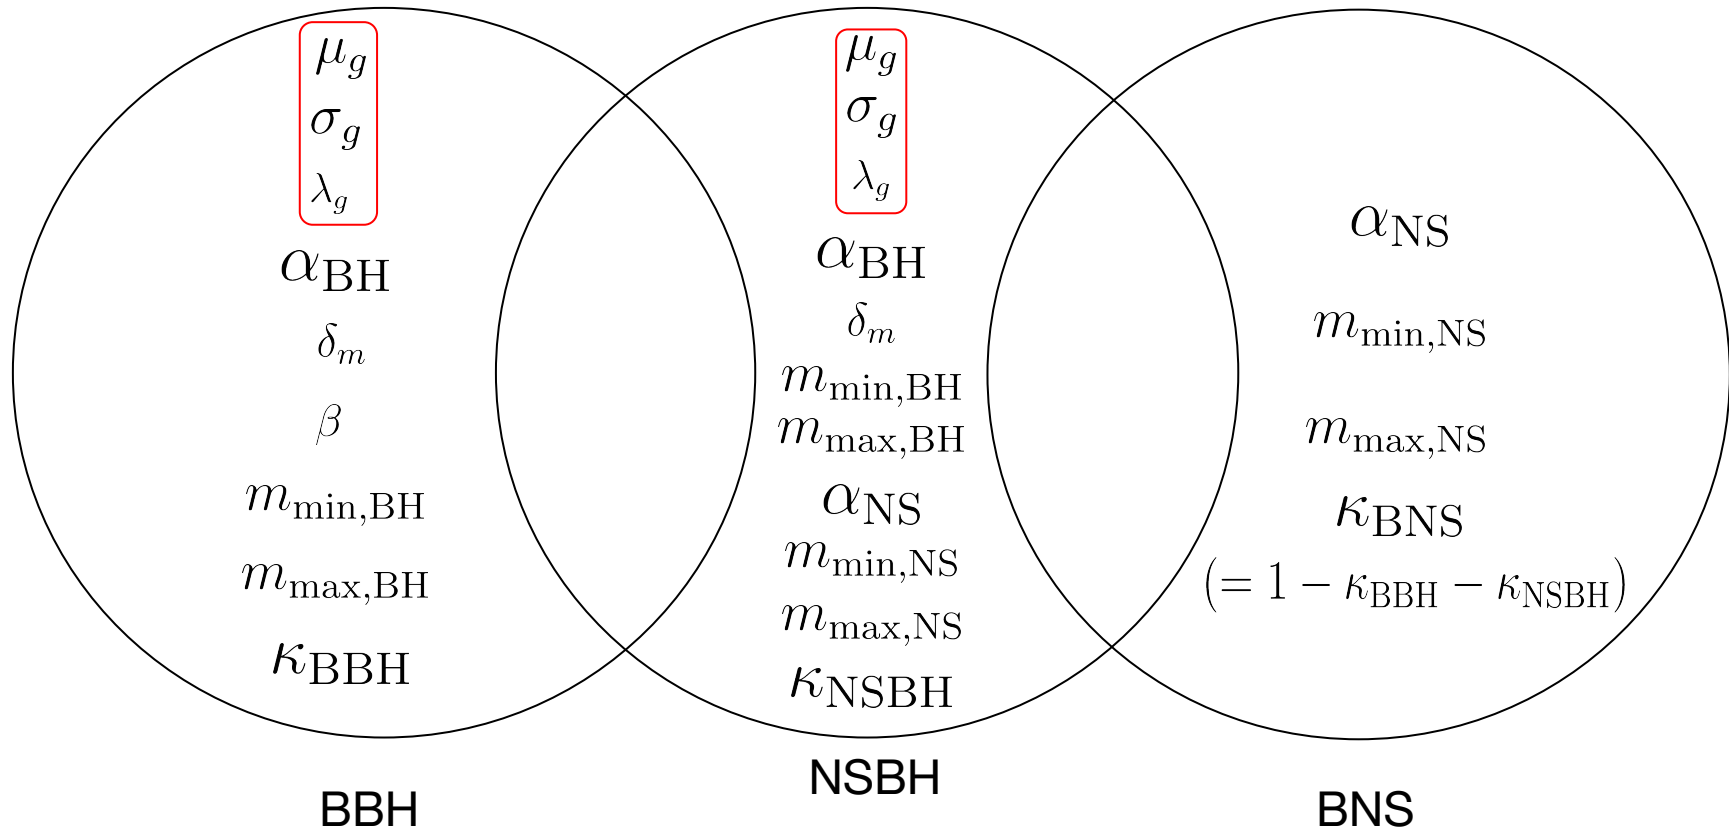 μ_g
σ_g
λ_g
α_BH
δ_m
β
m_min,BH
m_max,BH
κ_BBH
BBH
μ_g
σ_g
λ_g
α_BH
δ_m
m_min,BH
m_max,BH
α_NS
m_min,NS
m_max,NS
κ_NSBH
NSBH
α_NS
m_min,NS
m_max,NS
κ_BNS
(= 1 − κ_BBH − κ_NSBH)
BNS